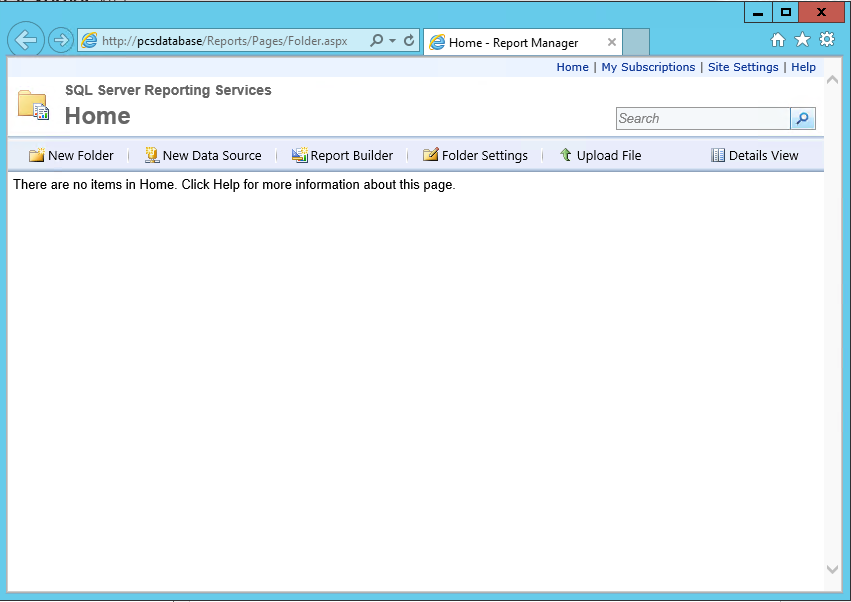 http://pcsdatabase/Reports/Pages/Folder.aspx
Home - Report Manager
Home | My Subscriptions | Site Settings | Help
SQL Server Reporting Services
Home
Search
New Folder
New Data Source
Report Builder
Folder Settings
Upload File
Details View
There are no items in Home. Click Help for more information about this page.